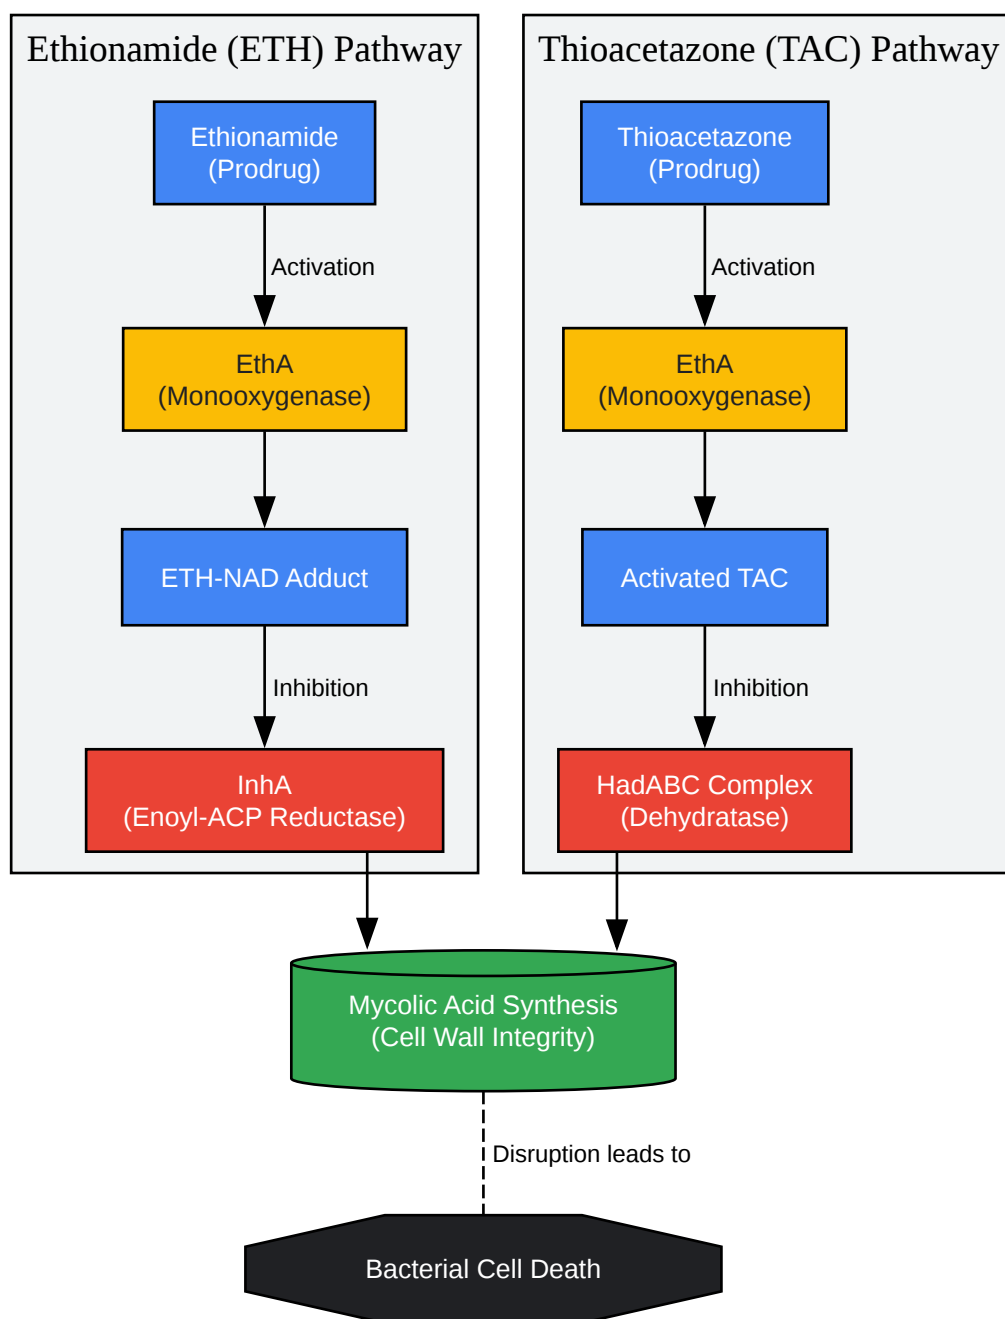 Ethionamide (ETH) Pathway
Ethionamide
(Prodrug)
Activation
EthA
(Monooxygenase)
ETH-NAD Adduct
Inhibition
InhA
(Enoyl-ACP Reductase)
Thioacetazone (TAC) Pathway
Thioacetazone
(Prodrug)
Activation
EthA
(Monooxygenase)
Activated TAC
Inhibition
HadABC Complex
(Dehydratase)
Mycolic Acid Synthesis
(Cell Wall Integrity)
Disruption leads to
Bacterial Cell Death